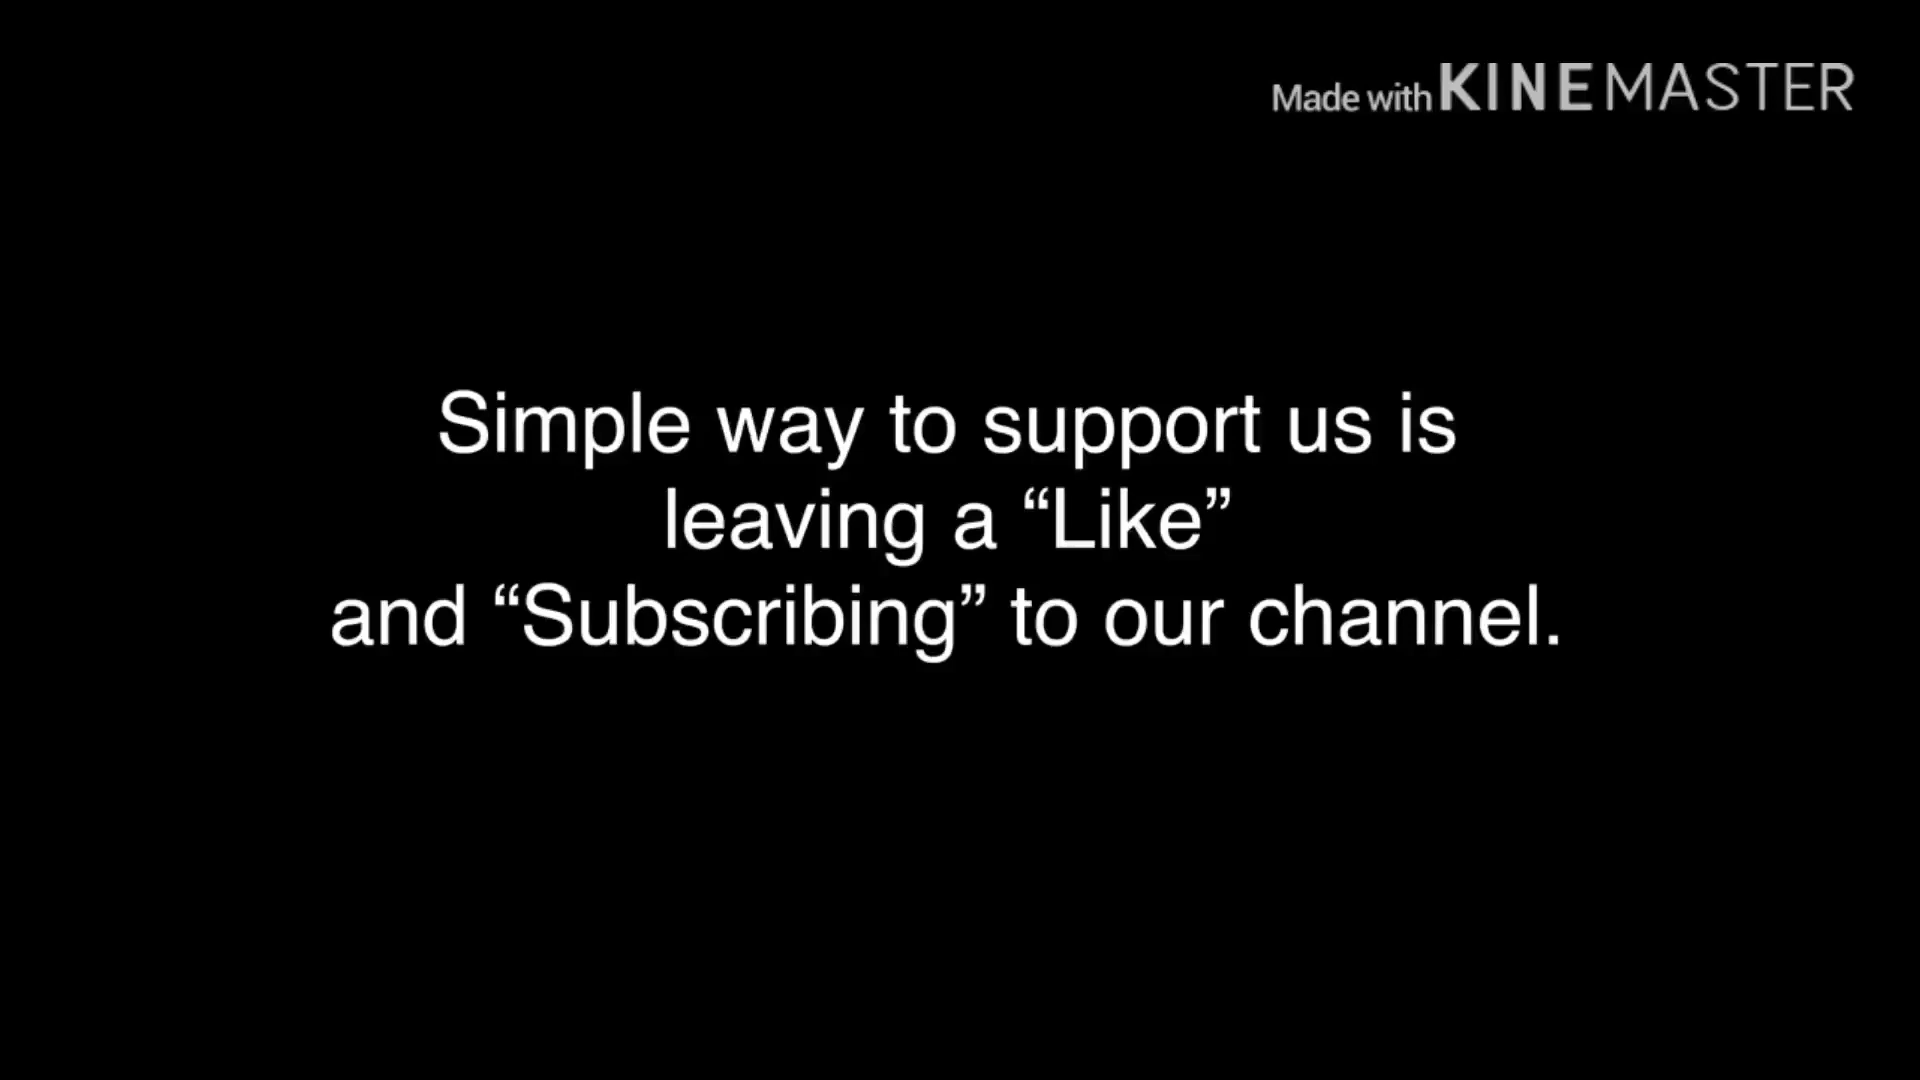 Made with KINEMASTER
Simple way to support us is
leaving a “Like”
and “Subscribing” to our channel.